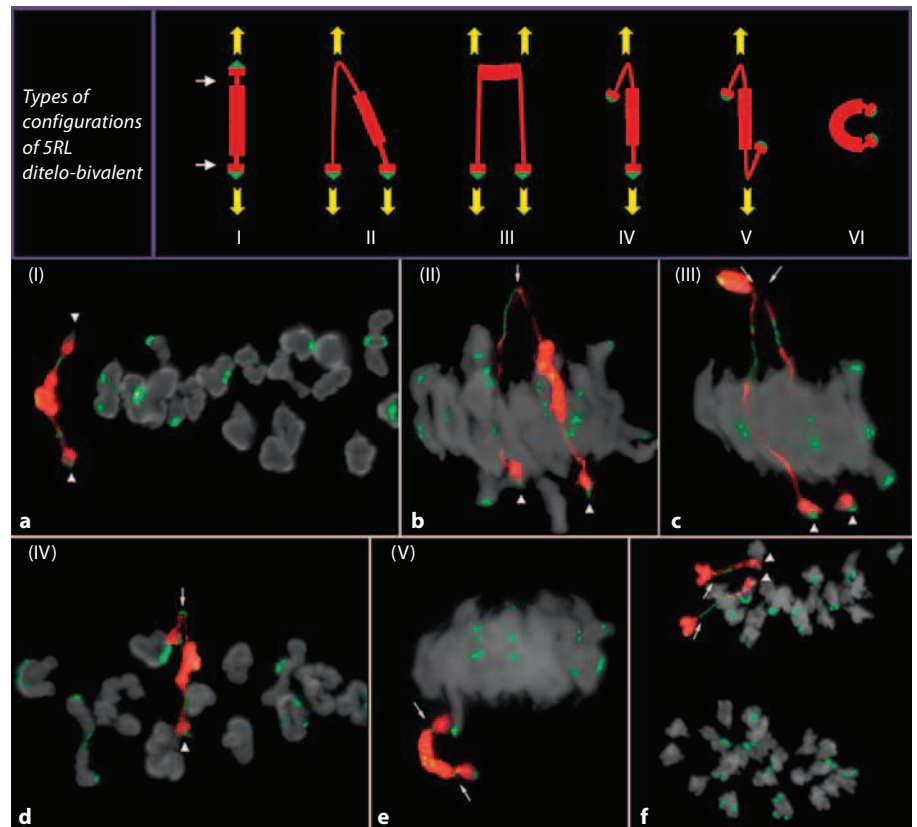 Types of
configurations
of 5RL
ditelo-bivalent
I II III IV V VI
(I) (II) (III)
a b c
(IV) (V)
d e f